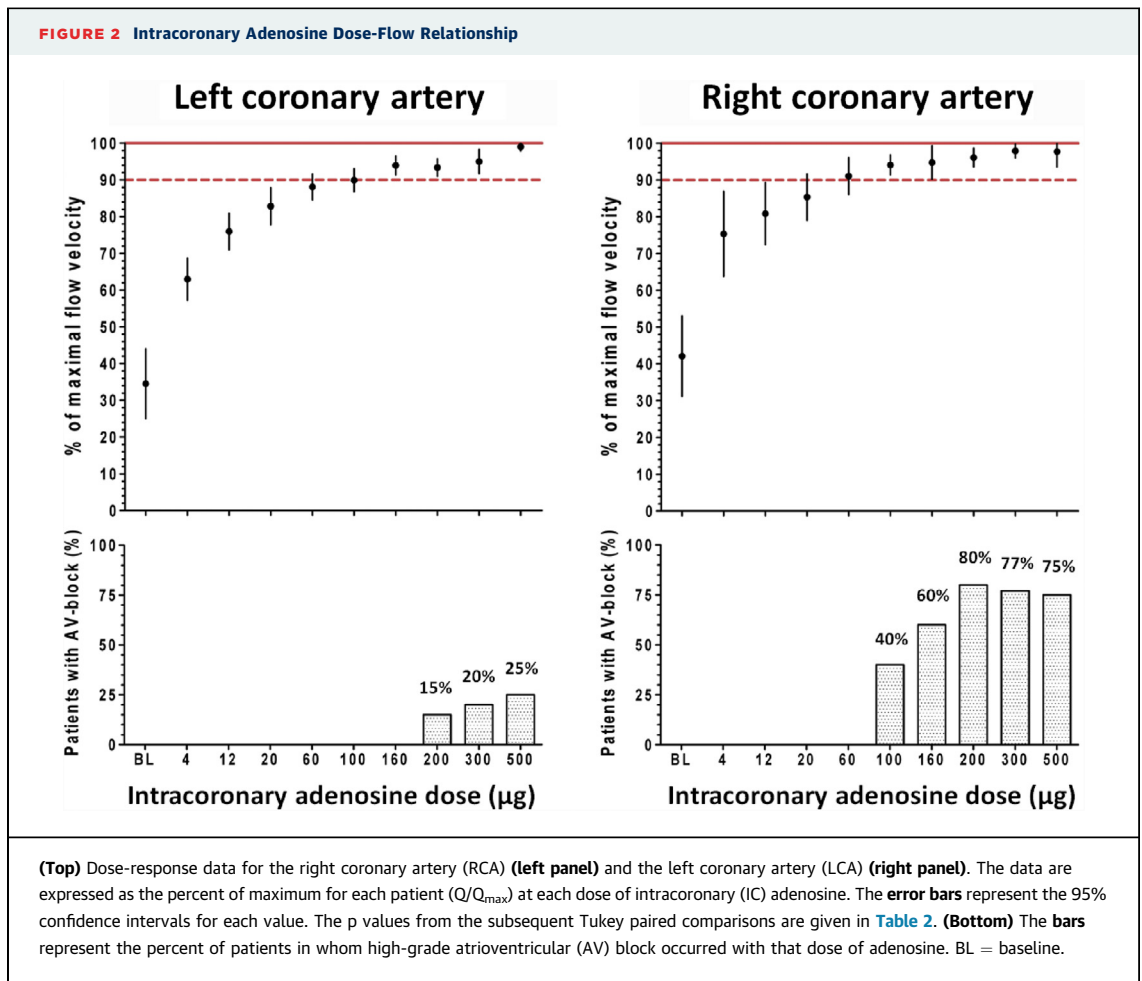 FIGURE 2 Intracoronary Adenosine Dose-Flow Relationship
Left coronary artery
% of maximal flow velocity
100
90
80
70
60
50
40
30
20
10
0
Patients with AV-block (%)
100
75
50
25
0
15%
20%
25%
BL 4 12 20 60 100 160 200 300 500
Intracoronary adenosine dose (µg)
Right coronary artery
% of maximal flow velocity
100
90
80
70
60
50
40
30
20
10
0
Patients with AV-block (%)
100
75
50
25
0
40%
60%
80%
77%
75%
BL 4 12 20 60 100 160 200 300 500
Intracoronary adenosine dose (µg)
(Top) Dose-response data for the right coronary artery (RCA) (left panel) and the left coronary artery (LCA) (right panel). The data are
expressed as the percent of maximum for each patient (Q/Qmax) at each dose of intracoronary (IC) adenosine. The error bars represent the 95%
confidence intervals for each value. The p values from the subsequent Tukey paired comparisons are given in Table 2. (Bottom) The bars
represent the percent of patients in whom high-grade atrioventricular (AV) block occurred with that dose of adenosine. BL = baseline.